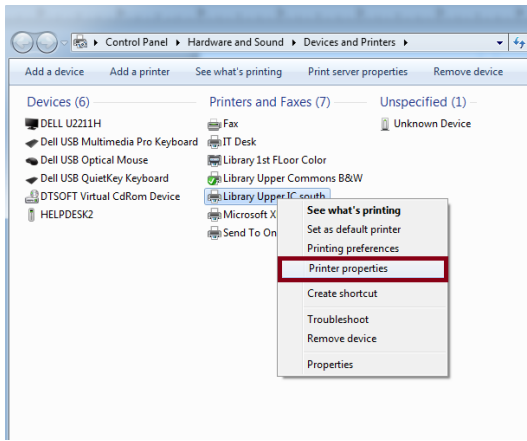 Control Panel ▸ Hardware and Sound ▸ Devices and Printers ▸
Add a device Add a printer See what's printing Print server properties Remove device
Devices (6)
DELL U2211H
Dell USB Multimedia Pro Keyboard
Dell USB Optical Mouse
Dell USB QuietKey Keyboard
DTSOFT Virtual CdRom Device
HELPDESK2
Printers and Faxes (7)
Fax
IT Desk
Library 1st FLoor Color
Library Upper Commons B&W
Library Upper IC south
Microsoft X
Send To On
Unspecified (1)
Unknown Device
See what's printing
Set as default printer
Printing preferences
Printer properties
Create shortcut
Troubleshoot
Remove device
Properties